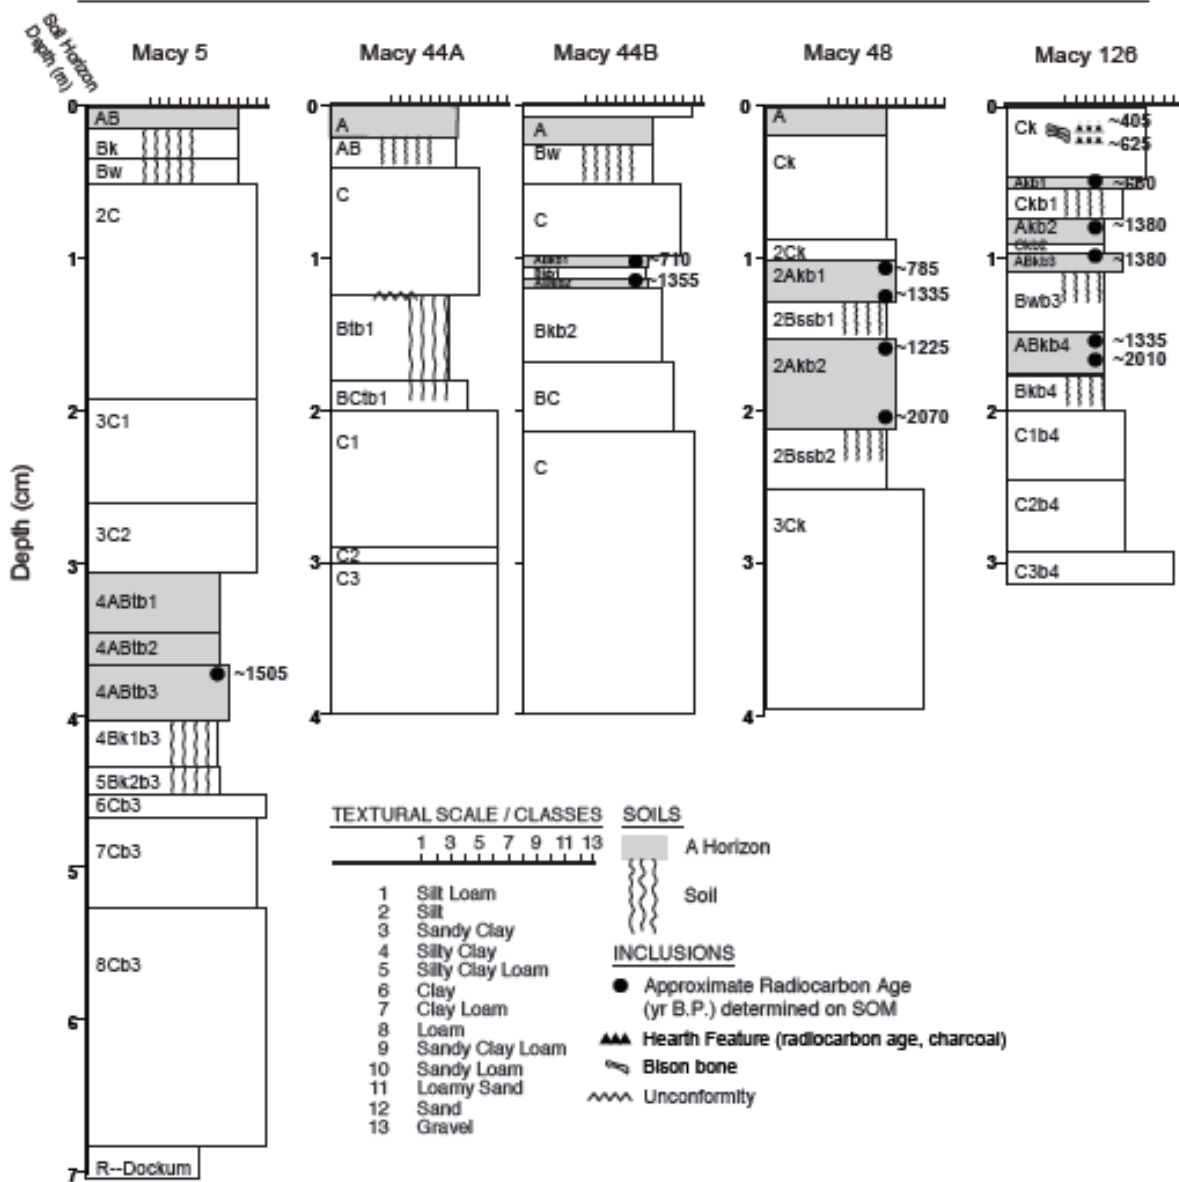 Soil Horizon
Depth (m)
Macy 5
Macy 44A
Macy 44B
Macy 48
Macy 126
Depth (cm)
0
AB
Bk
Bw
2C
1
2
3C1
3C2
3
4ABtb1
4ABtb2
~1505
4ABtb3
4
4Bk1b3
5Bk2b3
6Cb3
7Cb3
5
8Cb3
6
R--Dockum
7
0
A
AB
C
1
Btb1
BCtb1
2
C1
C2
3
C3
4
A
Bw
C
ABkb1
~710
Bkb1
~1355
Bkb2
BC
C
0
A
Ck
2Ck
1
~785
2Akb1
~1335
2Bssb1
~1225
2Akb2
2
~2070
2Bssb2
3Ck
3
4
0
Ck
~405
~625
Akb1
Ckb1
Akb2
~1380
Ckb2
1
ABkb3
~1380
Bwb3
ABkb4
~1335
~2010
Bkb4
2
C1b4
C2b4
3
C3b4
TEXTURAL SCALE / CLASSES
1 3 5 7 9 11 13
1 Silt Loam
2 Silt
3 Sandy Clay
4 Silty Clay
5 Silty Clay Loam
6 Clay
7 Clay Loam
8 Loam
9 Sandy Clay Loam
10 Sandy Loam
11 Loamy Sand
12 Sand
13 Gravel
SOILS
A Horizon
Soil
INCLUSIONS
Approximate Radiocarbon Age
(yr B.P.) determined on SOM
Hearth Feature (radiocarbon age, charcoal)
Bison bone
Unconformity